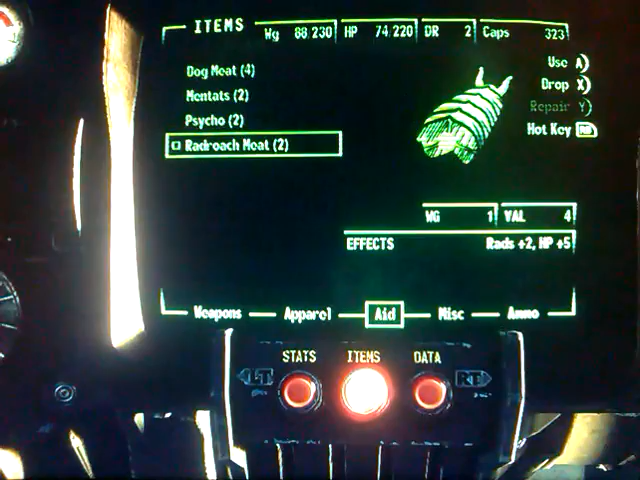 ITEMS Wg 88/230 HP 74/220 DR 2 Caps 323
Dog Meat (4)
Mentats (2)
Psycho (2)
Radroach Meat (2)
Use A)
Drop X)
Repair Y)
Hot Key RB
WG 1 VAL 4
EFFECTS Rads +2, HP +5
Weapons Apparel Aid Misc Ammo
STATS ITEMS DATA
LT RT